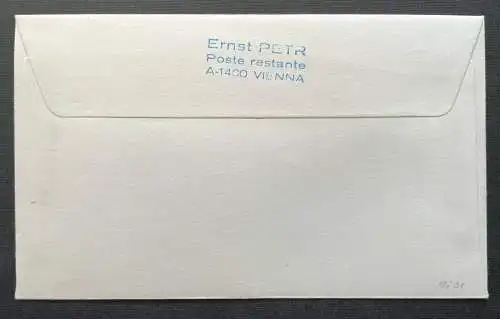 Ernst PETR
Poste restante
A-1400 VIENNA